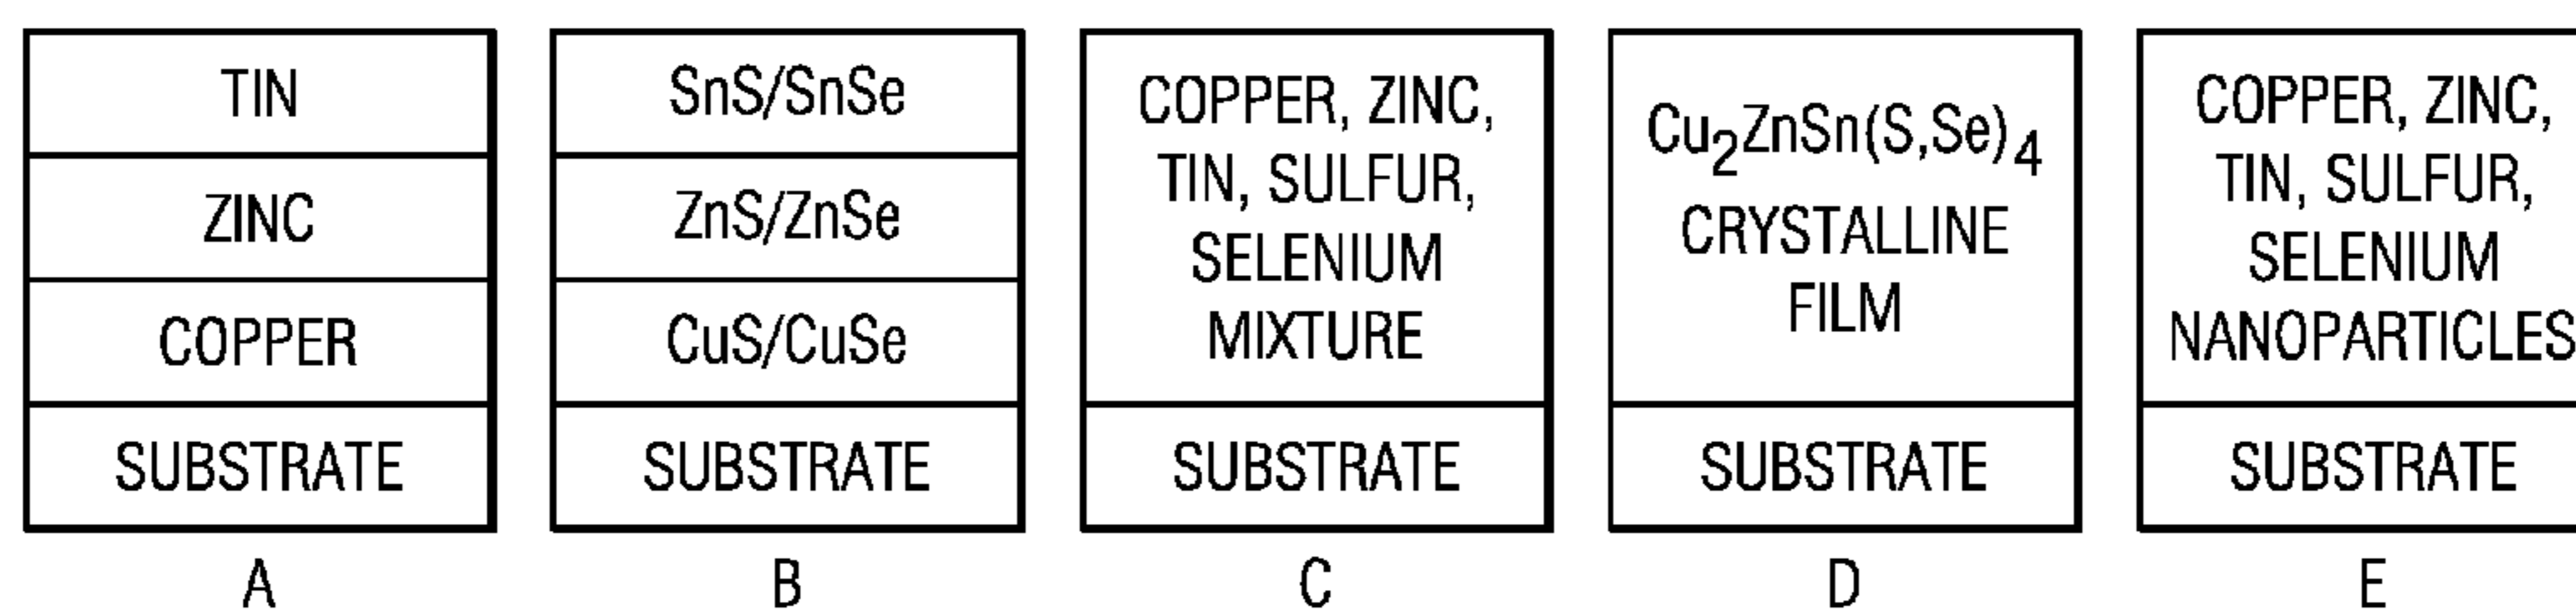 TIN
ZINC
COPPER
SUBSTRATE
A
SnS/SnSe
ZnS/ZnSe
CuS/CuSe
SUBSTRATE
B
COPPER, ZINC,
TIN, SULFUR,
SELENIUM
MIXTURE
SUBSTRATE
C
Cu2ZnSn(S,Se)4
CRYSTALLINE
FILM
SUBSTRATE
D
COPPER, ZINC,
TIN, SULFUR,
SELENIUM
NANOPARTICLES
SUBSTRATE
E